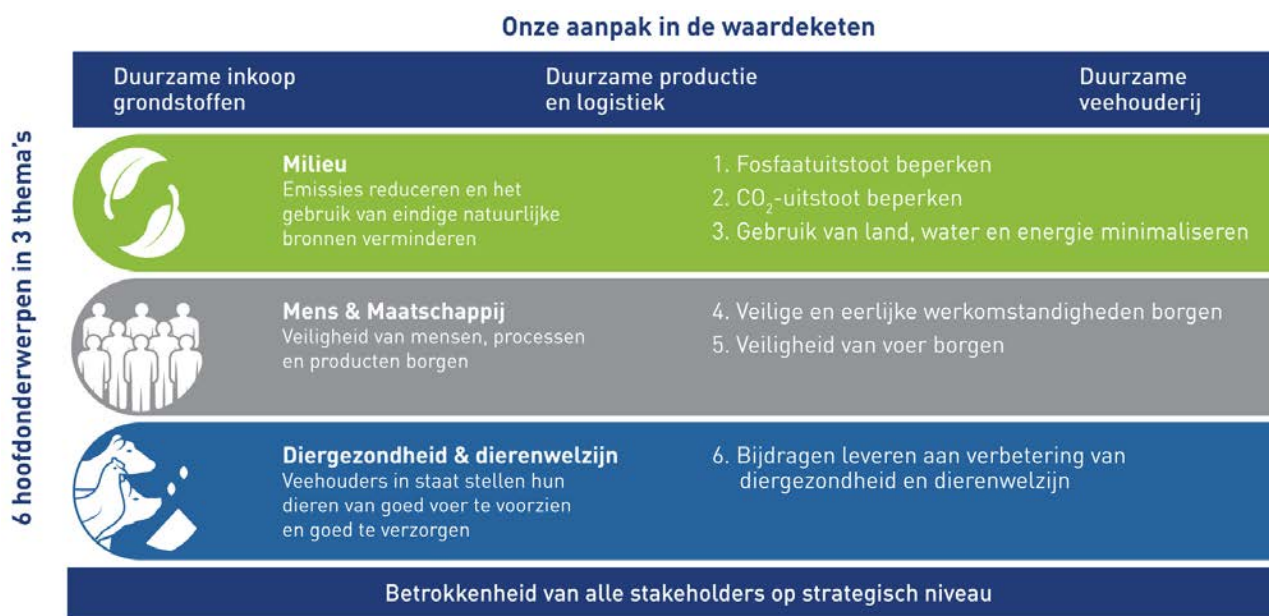 Onze aanpak in de waardeketen
Duurzame inkoop
grondstoffen
Duurzame productie
en logistiek
Duurzame
veehouderij
6 hoofdonderwerpen in 3 thema's
Milieu
Emissies reduceren en het
gebruik van eindige natuurlijke
bronnen verminderen
1. Fosfaatuitstoot beperken
2. CO₂-uitstoot beperken
3. Gebruik van land, water en energie minimaliseren
Mens & Maatschappij
Veiligheid van mensen, processen
en producten borgen
4. Veilige en eerlijke werkomstandigheden borgen
5. Veiligheid van voer borgen
Diergezondheid & dierenwelzijn
Veehouders in staat stellen hun
dieren van goed voer te voorzien
en goed te verzorgen
6. Bijdragen leveren aan verbetering van
diergezondheid en dierenwelzijn
Betrokkenheid van alle stakeholders op strategisch niveau